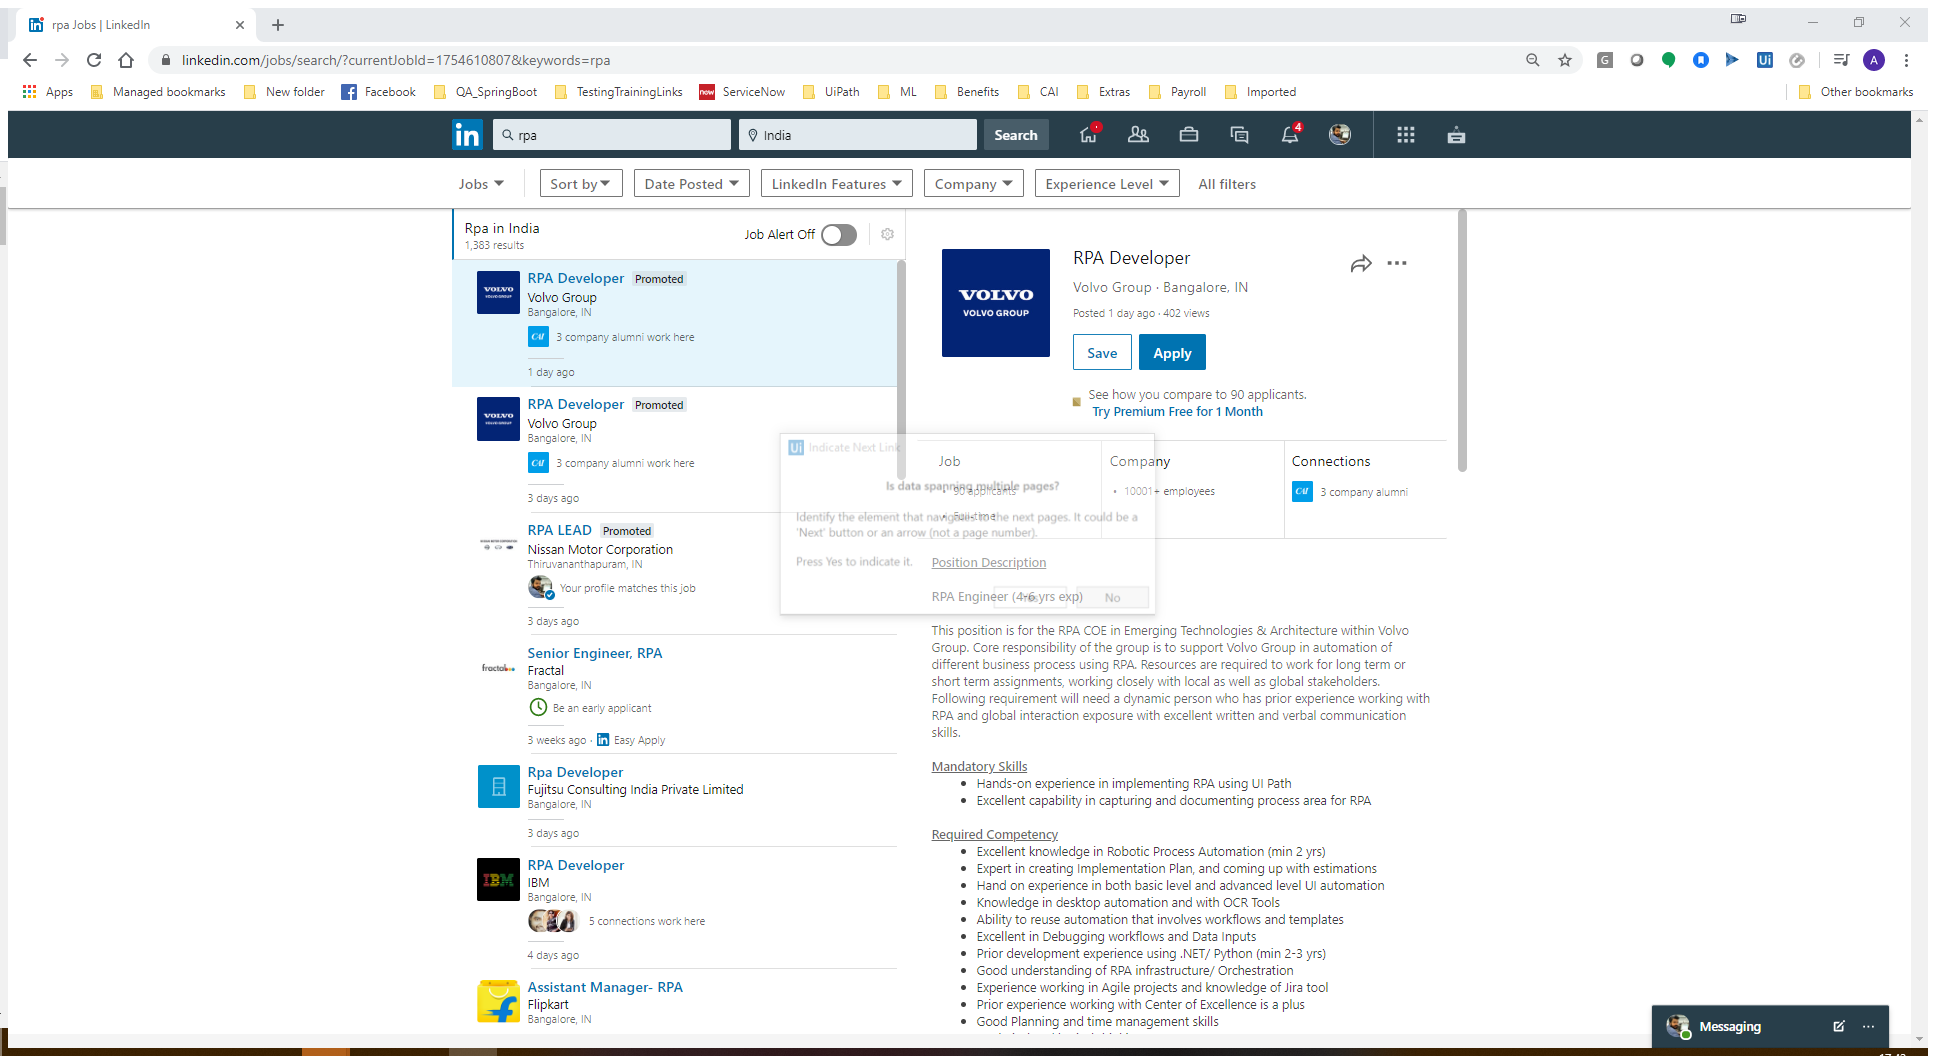 rpa Jobs | LinkedIn
linkedin.com/jobs/search/?currentJobId=1754610807&keywords=rpa
Apps Managed bookmarks New folder Facebook QA_SpringBoot TestingTrainingLinks now ServiceNow UiPath ML Benefits CAI Extras Payroll Imported Other bookmarks
in rpa India Search 4
Jobs Sort by Date Posted LinkedIn Features Company Experience Level All filters
Rpa in India
1,383 results
Job Alert Off
VOLVO
VOLVO GROUP
RPA Developer Promoted
Volvo Group
Bangalore, IN
CAI 3 company alumni work here
1 day ago
VOLVO
VOLVO GROUP
RPA Developer Promoted
Volvo Group
Bangalore, IN
CAI 3 company alumni work here
3 days ago
RPA LEAD Promoted
Nissan Motor Corporation
Thiruvananthapuram, IN
Your profile matches this job
3 days ago
fractal
Senior Engineer, RPA
Fractal
Bangalore, IN
Be an early applicant
3 weeks ago · in Easy Apply
Rpa Developer
Fujitsu Consulting India Private Limited
Bangalore, IN
3 days ago
IBM
RPA Developer
IBM
Bangalore, IN
5 connections work here
4 days ago
Assistant Manager- RPA
Flipkart
Bangalore, IN
VOLVO
VOLVO GROUP
RPA Developer
Volvo Group · Bangalore, IN
Posted 1 day ago · 402 views
Save Apply
See how you compare to 90 applicants.
Try Premium Free for 1 Month
Job
• 90 applicants
• Full-time
Company
• 10001+ employees
Connections
CAI 3 company alumni
Ui Indicate Next Link
Is data spanning multiple pages?
Identify the element that navigates to the next pages. It could be a
'Next' button or an arrow (not a page number).
Press Yes to indicate it.
Yes No
Position Description
RPA Engineer (4-6 yrs exp)
This position is for the RPA COE in Emerging Technologies & Architecture within Volvo
Group. Core responsibility of the group is to support Volvo Group in automation of
different business process using RPA. Resources are required to work for long term or
short term assignments, working closely with local as well as global stakeholders.
Following requirement will need a dynamic person who has prior experience working with
RPA and global interaction exposure with excellent written and verbal communication
skills.
Mandatory Skills
• Hands-on experience in implementing RPA using UI Path
• Excellent capability in capturing and documenting process area for RPA
Required Competency
• Excellent knowledge in Robotic Process Automation (min 2 yrs)
• Expert in creating Implementation Plan, and coming up with estimations
• Hand on experience in both basic level and advanced level UI automation
• Knowledge in desktop automation and with OCR Tools
• Ability to reuse automation that involves workflows and templates
• Excellent in Debugging workflows and Data Inputs
• Prior development experience using .NET/ Python (min 2-3 yrs)
• Good understanding of RPA infrastructure/ Orchestration
• Experience working in Agile projects and knowledge of Jira tool
• Prior experience working with Center of Excellence is a plus
• Good Planning and time management skills
Messaging